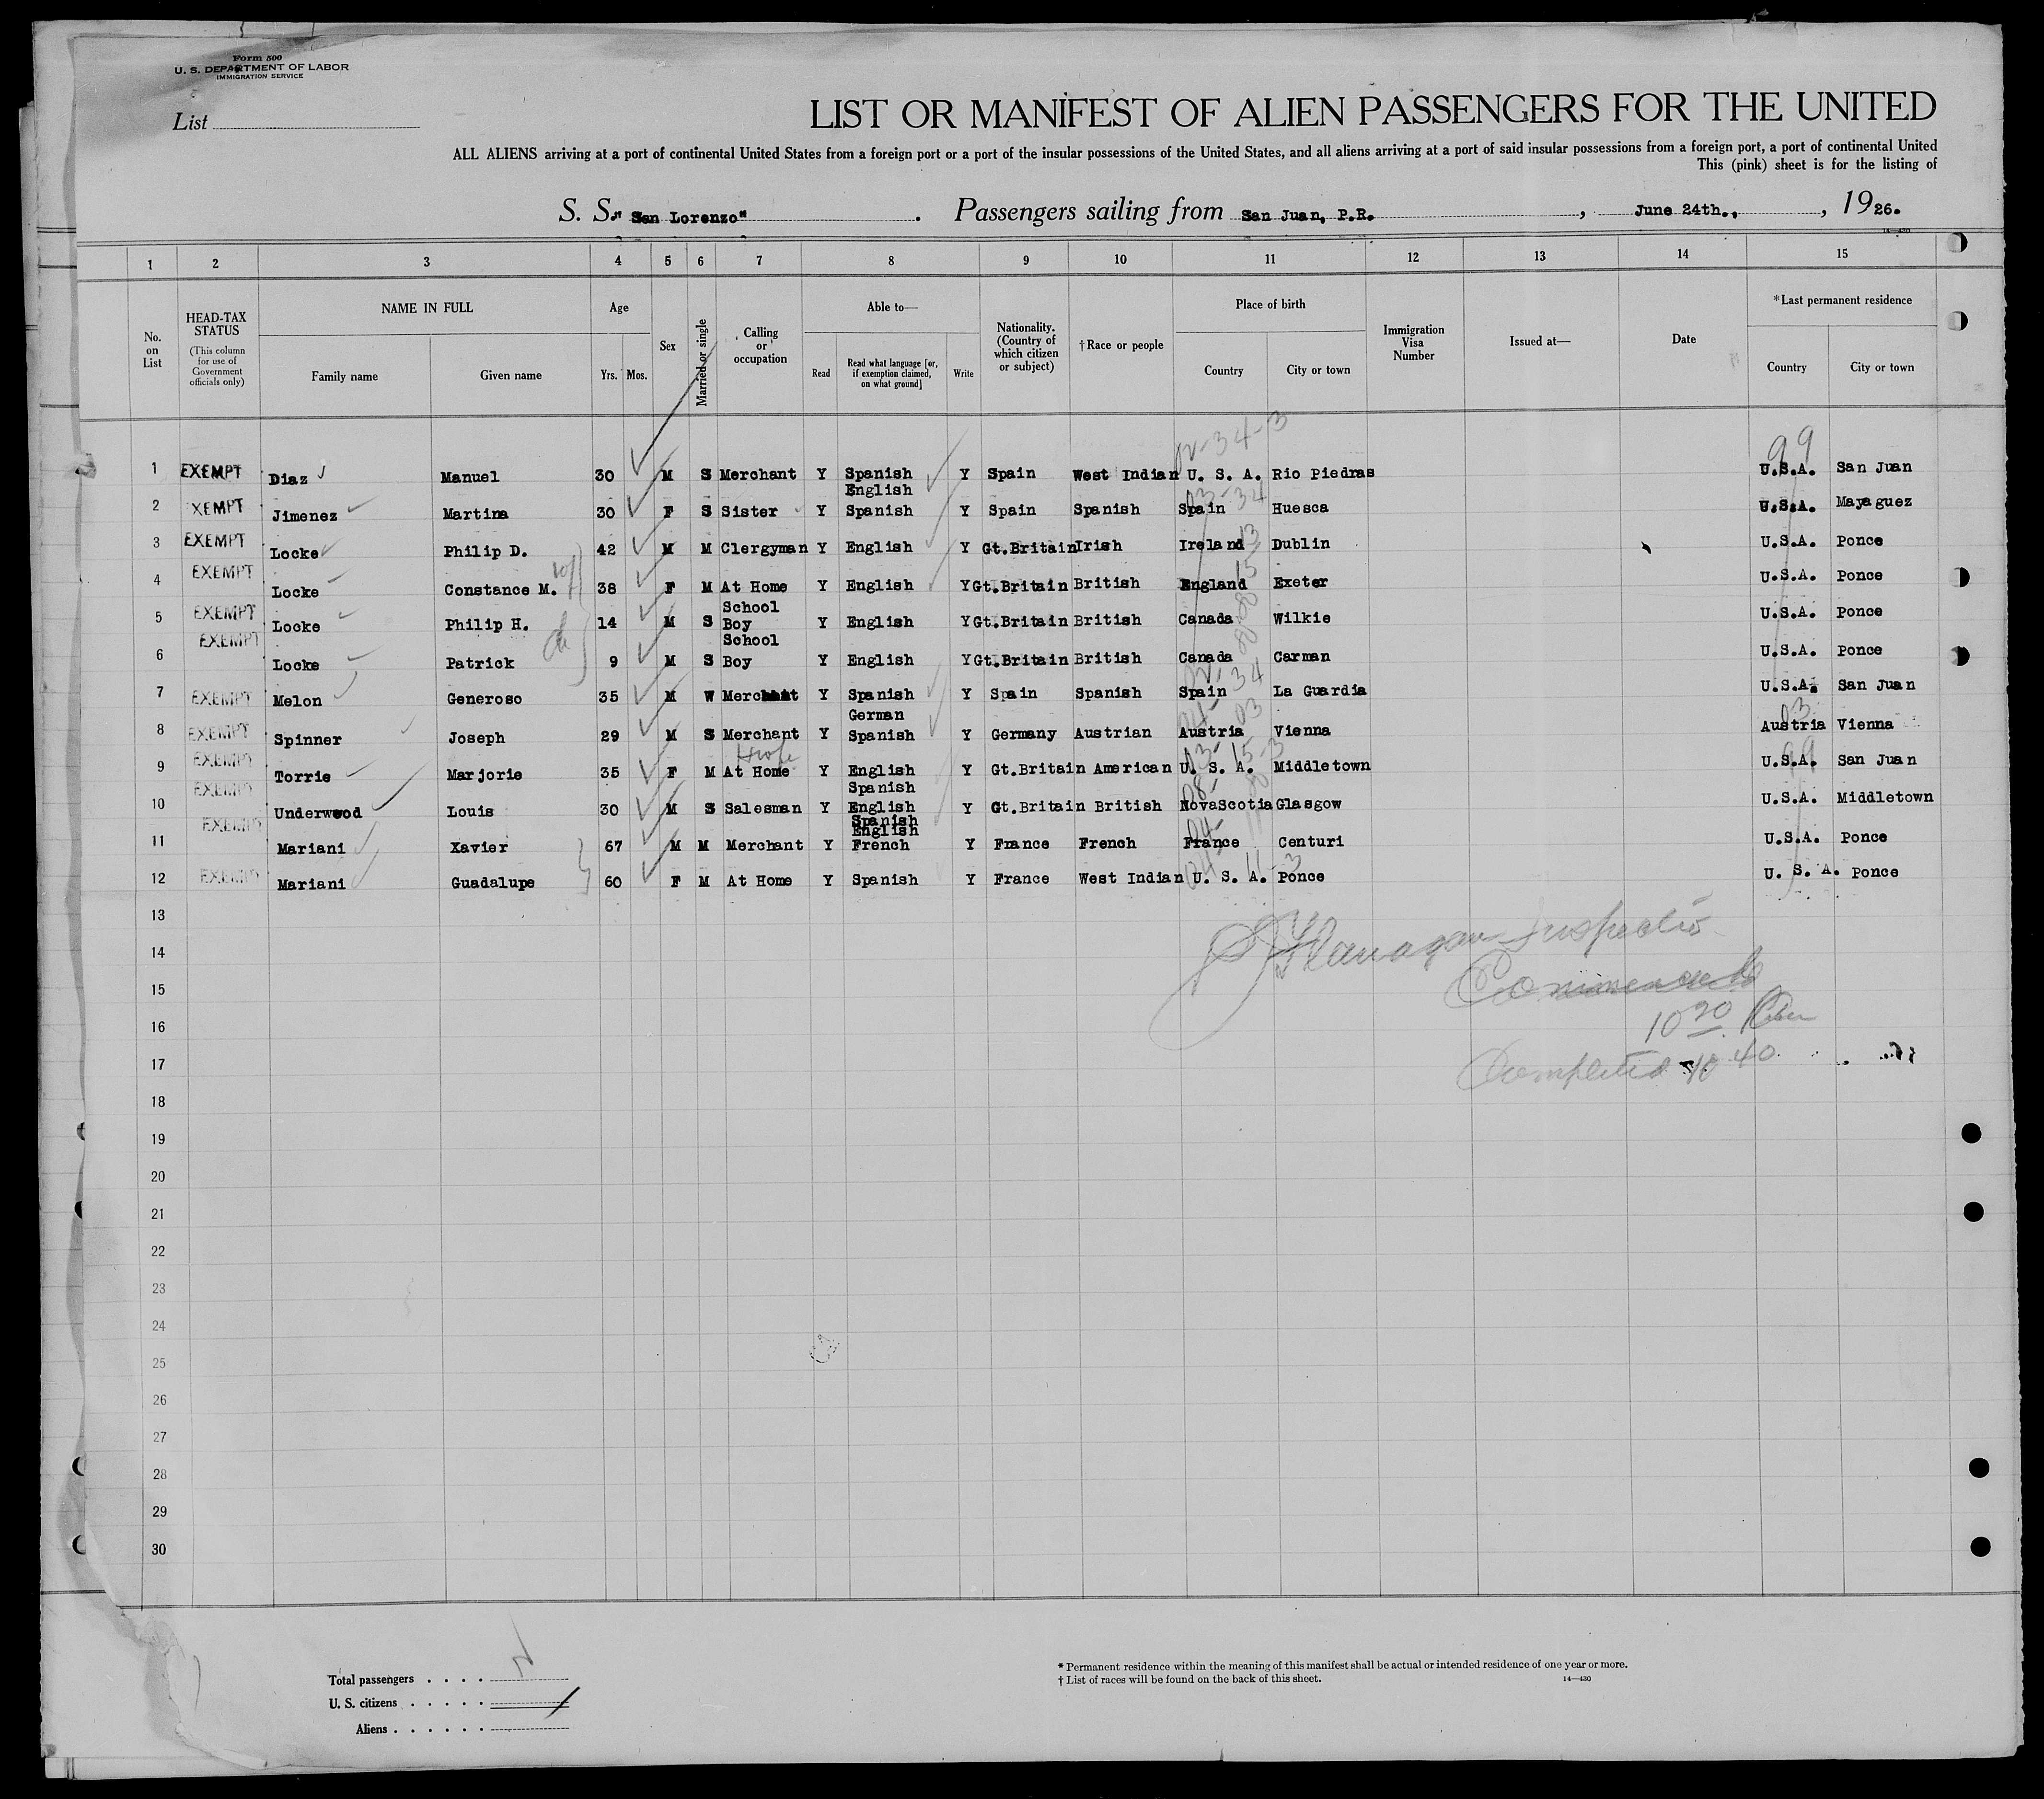 Form 500
U. S. DEPARTMENT OF LABOR
IMMIGRATION SERVICE
List
LIST OR MANIFEST OF ALIEN PASSENGERS FOR THE UNITED
ALL ALIENS arriving at a port of continental United States from a foreign port or a port of the insular possessions of the United States, and all aliens arriving at a port of said insular possessions from a foreign port, a port of continental United
This (pink) sheet is for the listing of
S. S. "San Lorenzo". Passengers sailing from San Juan, P.R., June 24th., 1926.
14—430
1 2 3 4 5 6 7 8 9 10 11 12 13 14 15
No. on List
HEAD-TAX STATUS (This column for use of Government officials only)
NAME IN FULL
Family name Given name
Age
Yrs. Mos.
Sex
Married or single
Calling or occupation
Able to—
Read Read what language [or, if exemption claimed, on what ground] Write
Nationality. (Country of which citizen or subject)
†Race or people
Place of birth
Country City or town
Immigration Visa Number
Issued at—
Date
*Last permanent residence
Country City or town
1 EXEMPT Diaz Manuel 30 M S Merchant Y Spanish English Y Spain West Indian U. S. A. Rio Piedras U.S.A. San Juan
2 XEMPT Jimenez Martina 30 F S Sister Y Spanish Y Spain Spanish Spain Huesca U.S.A. Mayaguez
3 EXEMPT Locke Philip D. 42 M M Clergyman Y English Y Gt.Britain Irish Ireland Dublin U.S.A. Ponce
4 EXEMPT Locke Constance M. 38 F M At Home Y English Y Gt.Britain British England Exeter U.S.A. Ponce
5 EXEMPT Locke Philip H. 14 M S School Boy Y English Y Gt.Britain British Canada Wilkie U.S.A. Ponce
6 EXEMPT Locke Patrick 9 M S School Boy Y English Y Gt.Britain British Canada Carman U.S.A. Ponce
7 EXEMPT Melon Generoso 35 M W Merchant Y Spanish Y Spain Spanish Spain La Guardia U.S.A. San Juan
8 EXEMPT Spinner Joseph 29 M S Merchant Y German Spanish Y Germany Austrian Austria Vienna Austria Vienna
9 EXEMPT Torrie Marjorie 35 F M At Home Y English Y Gt.Britain American U. S. A. Middletown U.S.A. San Juan
10 EXEMPT Underwood Louis 30 M S Salesman Y Spanish English Y Gt.Britain British NovaScotia Glasgow U.S.A. Middletown
11 EXEMPT Mariani Xavier 67 M M Merchant Y Spanish English French Y France French France Centuri U.S.A. Ponce
12 EXEMPT Mariani Guadalupe 60 F M At Home Y Spanish Y France West Indian U. S. A. Ponce U. S. A. Ponce
13
14 Flanagan Inspector
15
16 10 20
17 Completed 10 40
18
19
20
21
22
23
24
25
26
27
28
29
30
Total passengers
U. S. citizens
Aliens
* Permanent residence within the meaning of this manifest shall be actual or intended residence of one year or more.
† List of races will be found on the back of this sheet.
14—430